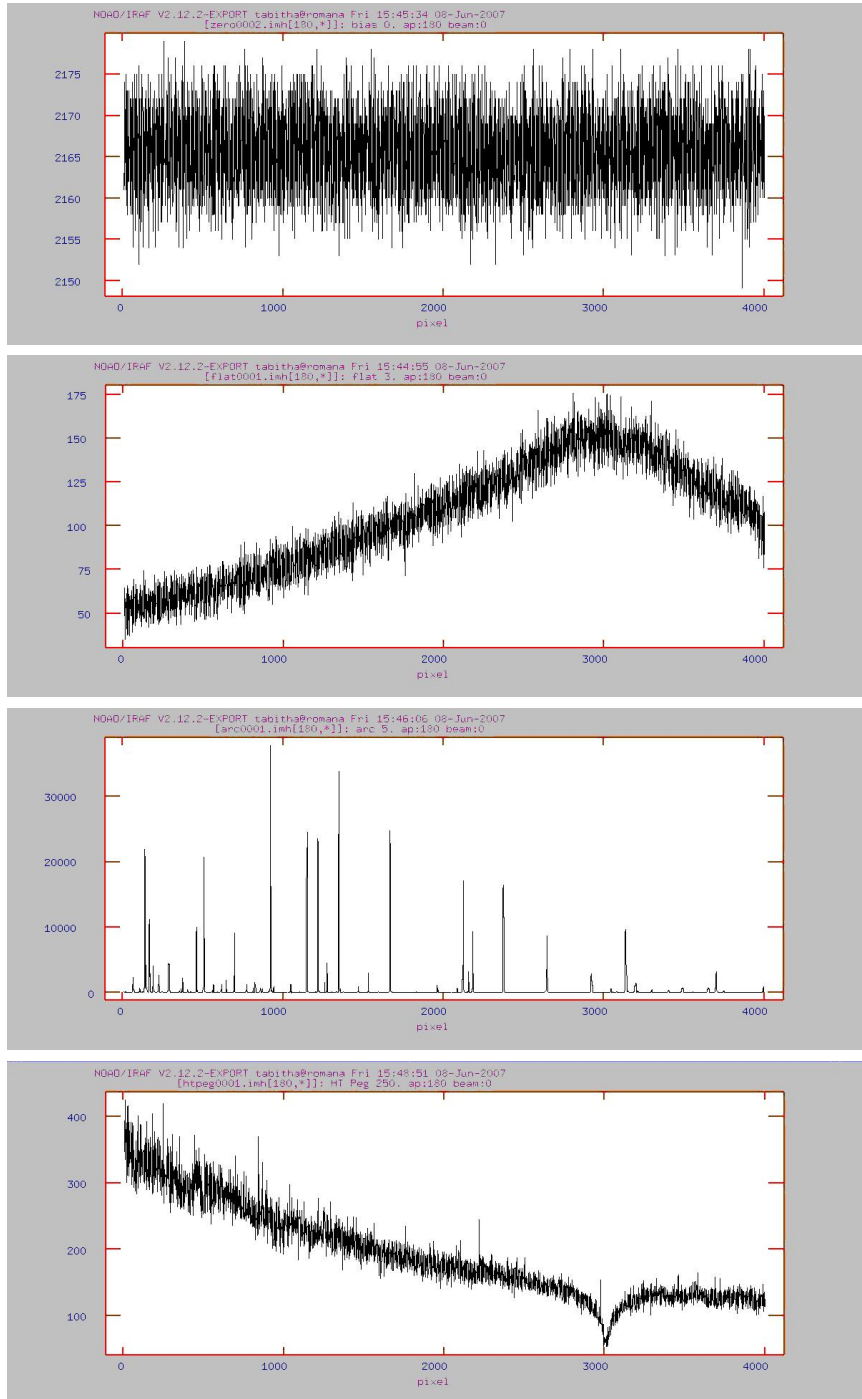 NOAO/IRAF V2.12.2-EXPORT tabitha@romana Fri 15:45:34 08-Jun-2007
[zero0002.imh[180,*]]: bias 0. ap:180 beam:0
2175
2170
2165
2160
2155
2150
0 1000 2000 3000 4000
pixel
NOAO/IRAF V2.12.2-EXPORT tabitha@romana Fri 15:44:55 08-Jun-2007
[flat0001.imh[180,*]]: flat 3. ap:180 beam:0
175
150
125
100
75
50
0 1000 2000 3000 4000
pixel
NOAO/IRAF V2.12.2-EXPORT tabitha@romana Fri 15:46:06 08-Jun-2007
[arc0001.imh[180,*]]: arc 5. ap:180 beam:0
30000
20000
10000
0
0 1000 2000 3000 4000
pixel
NOAO/IRAF V2.12.2-EXPORT tabitha@romana Fri 15:48:51 08-Jun-2007
[htpeg0001.imh[180,*]]: HT Peg 250. ap:180 beam:0
400
300
200
100
0 1000 2000 3000 4000
pixel